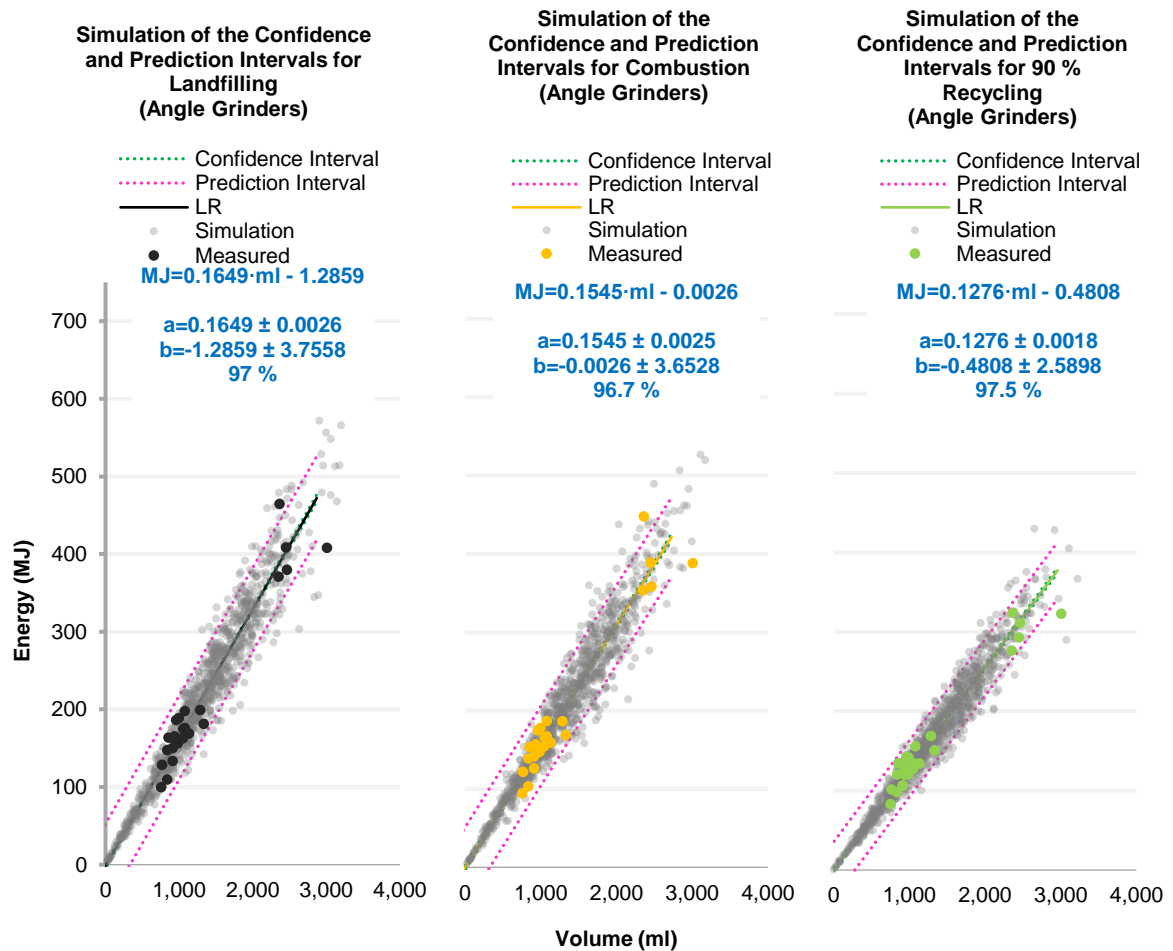 Simulation of the Confidence
and Prediction Intervals for
Landfilling
(Angle Grinders)
Confidence Interval
Prediction Interval
LR
Simulation
Measured
MJ=0.1649·ml - 1.2859
a=0.1649 ± 0.0026
b=-1.2859 ± 3.7558
97 %
Simulation of the
Confidence and Prediction
Intervals for Combustion
(Angle Grinders)
Confidence Interval
Prediction Interval
LR
Simulation
Measured
MJ=0.1545·ml - 0.0026
a=0.1545 ± 0.0025
b=-0.0026 ± 3.6528
96.7 %
Simulation of the
Confidence and Prediction
Intervals for 90 %
Recycling
(Angle Grinders)
Confidence Interval
Prediction Interval
LR
Simulation
Measured
MJ=0.1276·ml - 0.4808
a=0.1276 ± 0.0018
b=-0.4808 ± 2.5898
97.5 %
Energy (MJ)
700
600
500
400
300
200
100
0
0 1,000 2,000 3,000 4,000
0 1,000 2,000 3,000 4,000
0 1,000 2,000 3,000 4,000
Volume (ml)